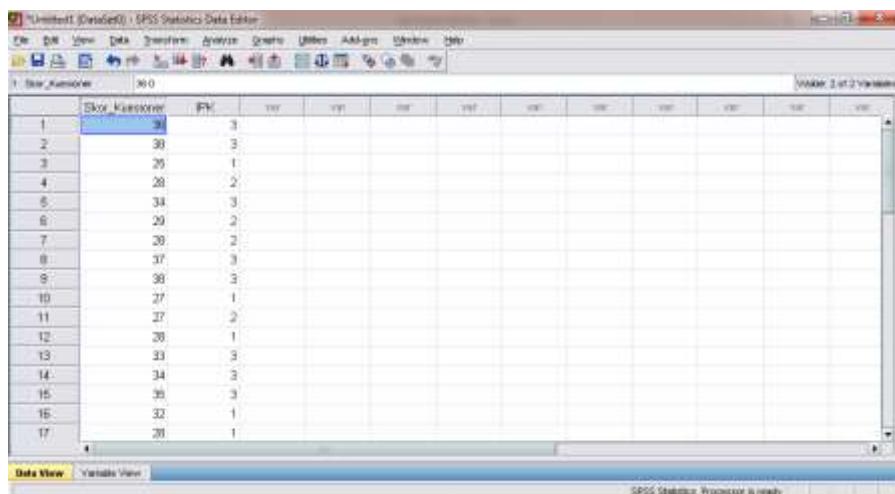 *Untitled1 [DataSet0] - SPSS Statistics Data Editor
File Edit View Data Transform Analyze Graphs Utilities Add-ons Window Help
1 : Skor_Kuesioner Visible: 2 of 2 Variables
Skor_Kuesioner IPK var var var var var var var var var
1 3
2 38 3
3 1
4 28 2
5 34 3
6 29 2
7 28 2
8 37 3
9 38 3
10 27 1
11 27 2
12 28 1
13 33 3
14 34 3
15 3
16 32 1
17 28 1
Data View Variable View
SPSS Statistics Processor is ready